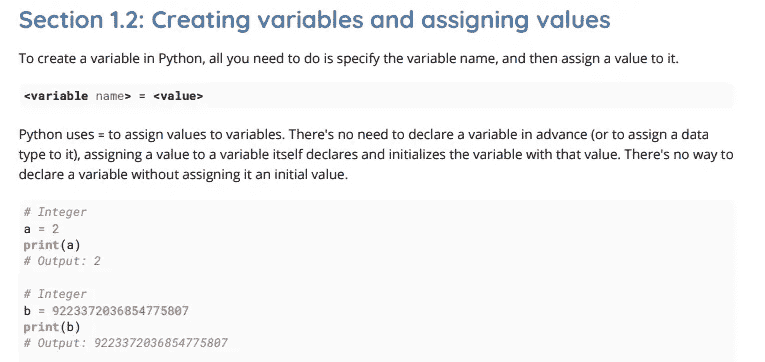 Section 1.2: Creating variables and assigning values
To create a variable in Python, all you need to do is specify the variable name, and then assign a value to it.
<variable name> = <value>
Python uses = to assign values to variables. There's no need to declare a variable in advance (or to assign a data
type to it), assigning a value to a variable itself declares and initializes the variable with that value. There's no way to
declare a variable without assigning it an initial value.
# Integer
a = 2
print(a)
# Output: 2
# Integer
b = 9223372036854775807
print(b)
# Output: 9223372036854775807